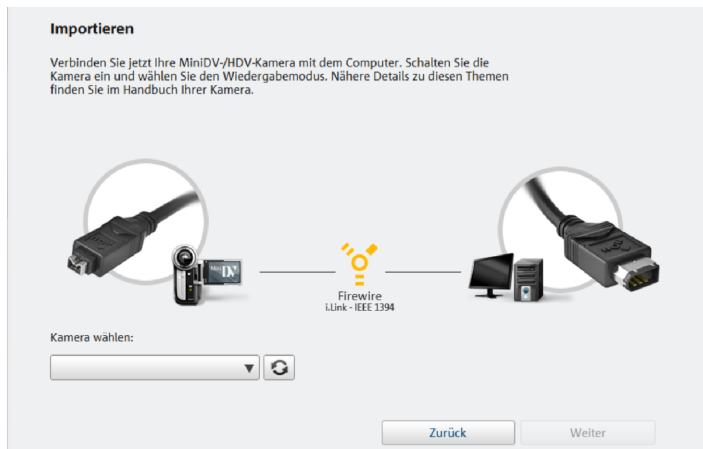 Importieren
Verbinden Sie jetzt Ihre MiniDV-/HDV-Kamera mit dem Computer. Schalten Sie die
Kamera ein und wählen Sie den Wiedergabemodus. Nähere Details zu diesen Themen
finden Sie im Handbuch Ihrer Kamera.
Mini DV
Firewire
i.Link - IEEE 1394
Kamera wählen:
Zurück
Weiter